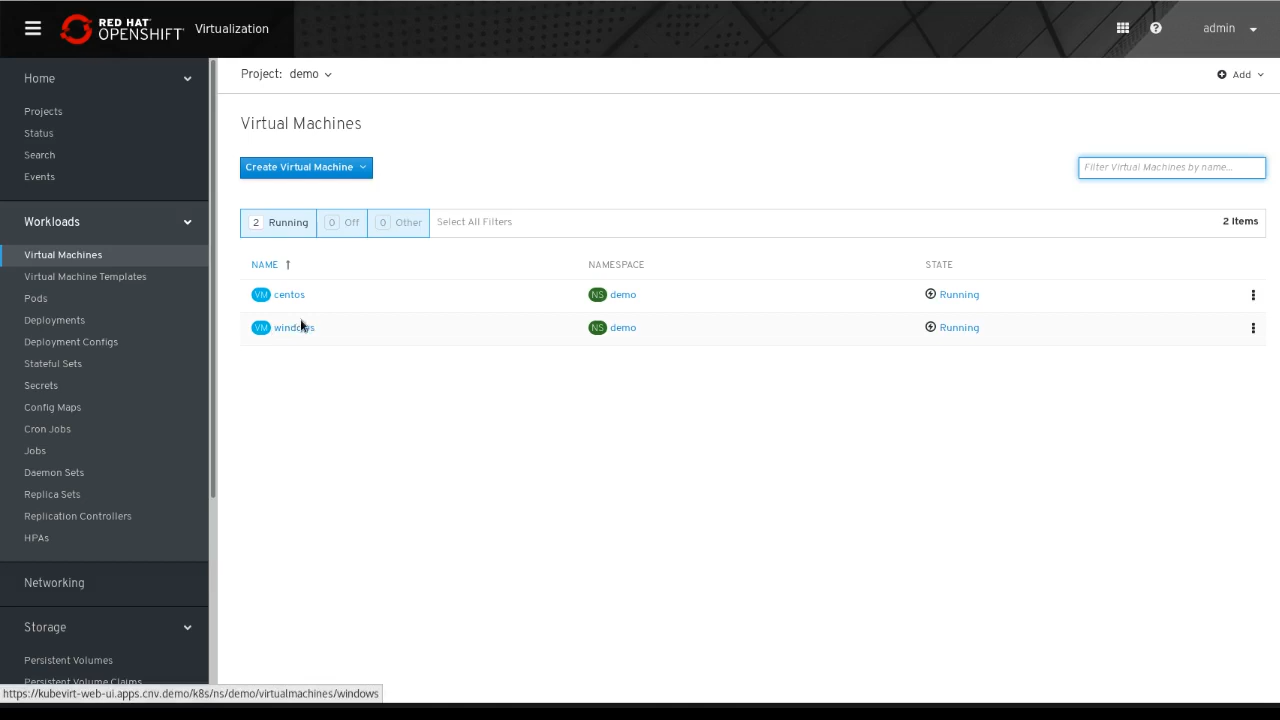 RED HAT
OPENSHIFT
Virtualization
admin
Home
Projects
Status
Search
Events
Workloads
Virtual Machines
Virtual Machine Templates
Pods
Deployments
Deployment Configs
Stateful Sets
Secrets
Config Maps
Cron Jobs
Jobs
Daemon Sets
Replica Sets
Replication Controllers
HPAs
Networking
Storage
Persistent Volumes
Persistent Volume Claims
Project: demo
Add
Virtual Machines
Create Virtual Machine
Filter Virtual Machines by name...
2 Running
0 Off
0 Other
Select All Filters
2 Items
NAME NAMESPACE STATE
VM centos NS demo Running
VM windows NS demo Running
https://kubevirt-web-ui.apps.cnv.demo/k8s/ns/demo/virtualmachines/windows